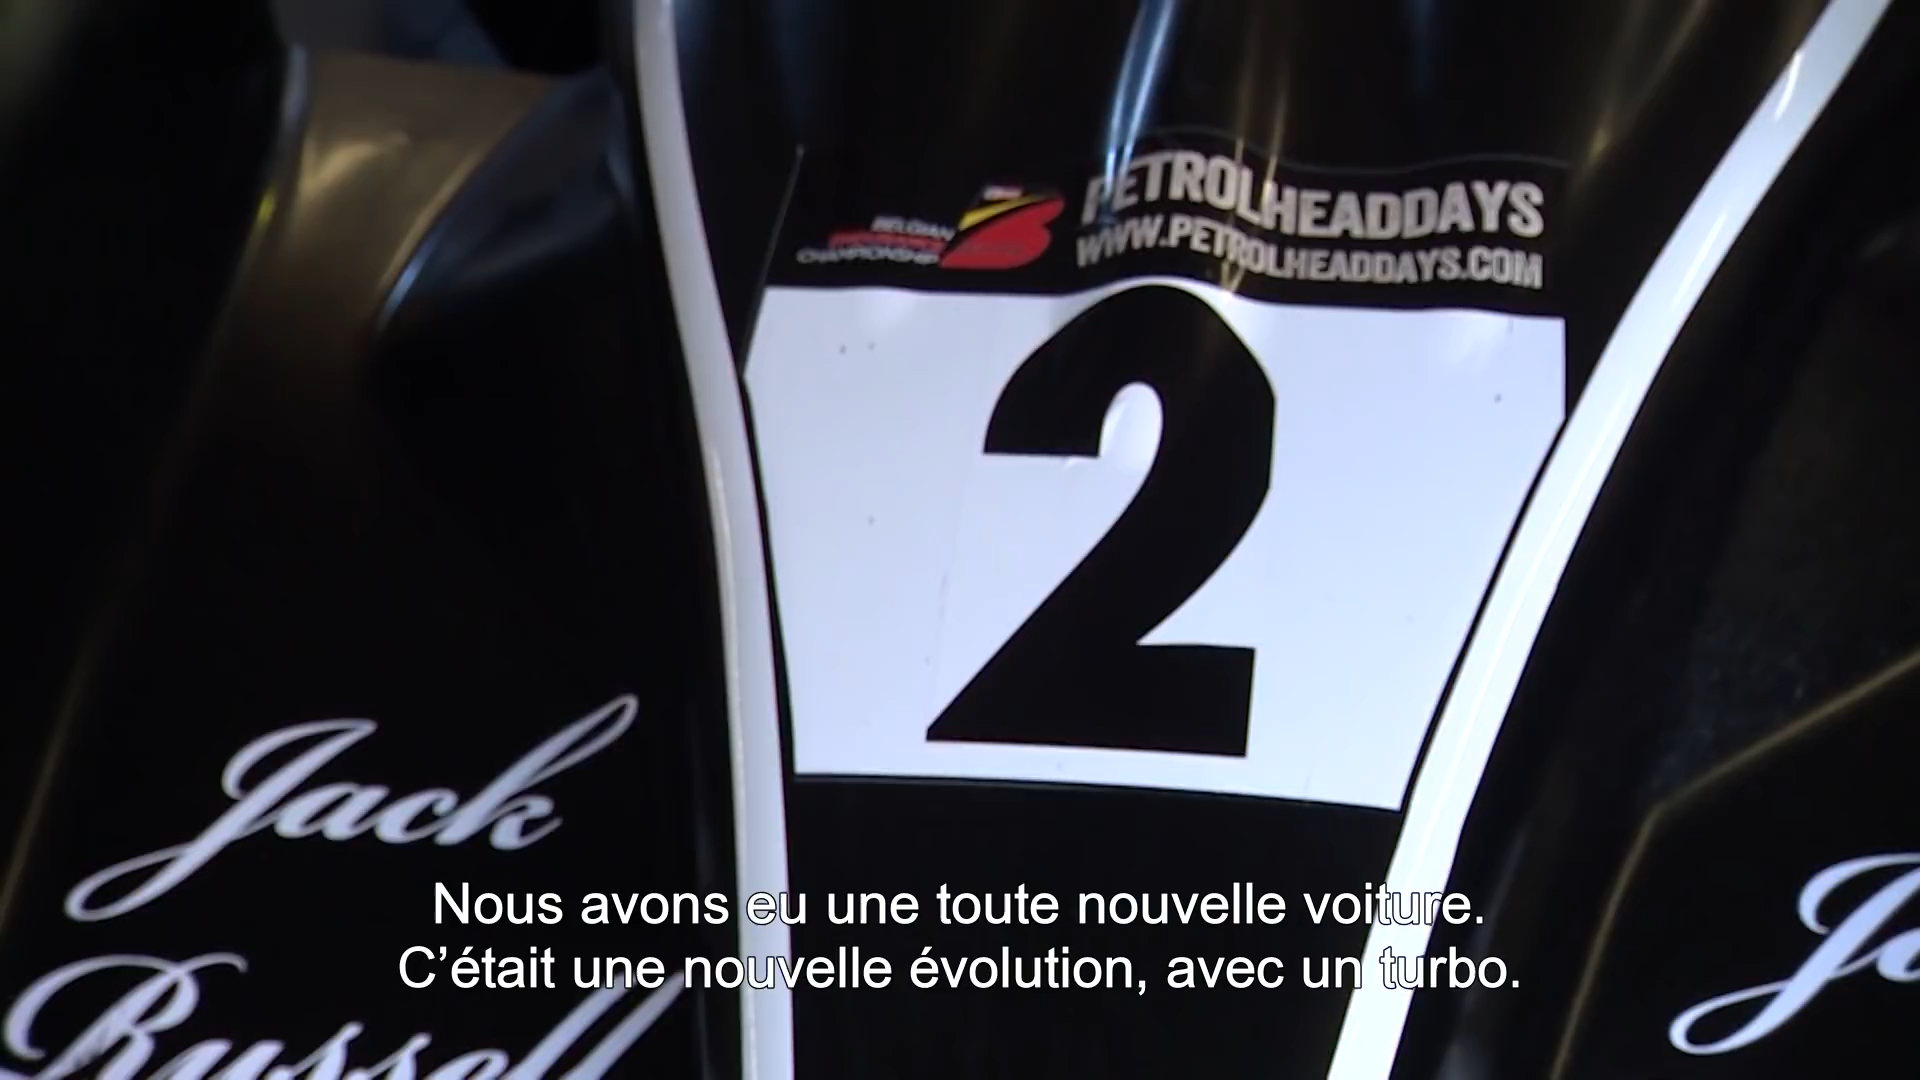 PETROLHEADDAYS
BELGIAN
CHAMPIONSHIP
WWW.PETROLHEADDAYS.COM
2
Jack
Russell
Nous avons eu une toute nouvelle voiture.
C’était une nouvelle évolution, avec un turbo.